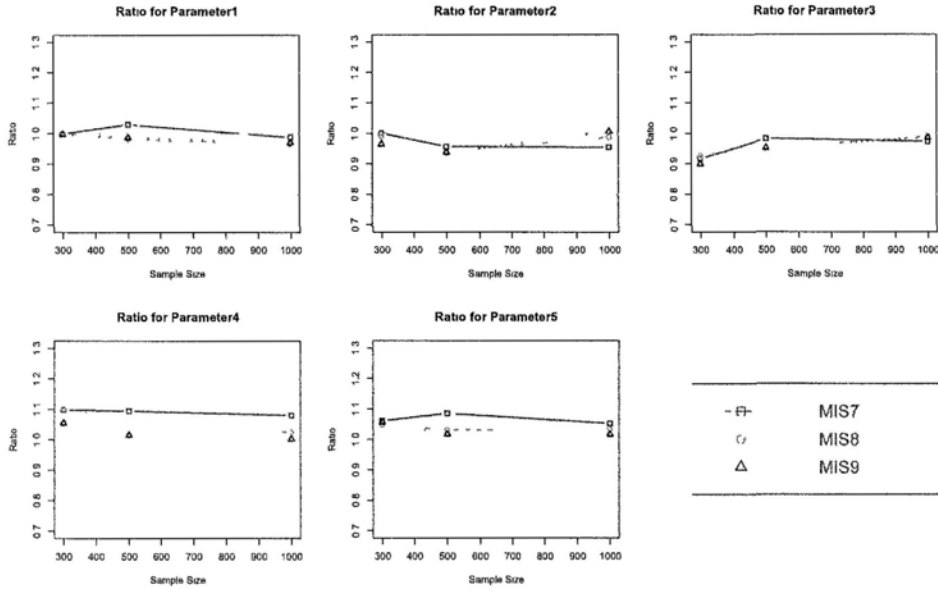 Ratio for Parameter1
Ratio for Parameter2
Ratio for Parameter3
Ratio
1.3
1.2
1.1
1.0
0.9
0.8
0.7
300 400 500 600 700 800 900 1000
Sample Size
Ratio
1.3
1.2
1.1
1.0
0.9
0.8
0.7
300 400 500 600 700 800 900 1000
Sample Size
Ratio
1.3
1.2
1.1
1.0
0.9
0.8
0.7
300 400 500 600 700 800 900 1000
Sample Size
Ratio for Parameter4
Ratio for Parameter5
Ratio
1.3
1.2
1.1
1.0
0.9
0.8
0.7
300 400 500 600 700 800 900 1000
Sample Size
Ratio
1.3
1.2
1.1
1.0
0.9
0.8
0.7
300 400 500 600 700 800 900 1000
Sample Size
MIS7
MIS8
MIS9